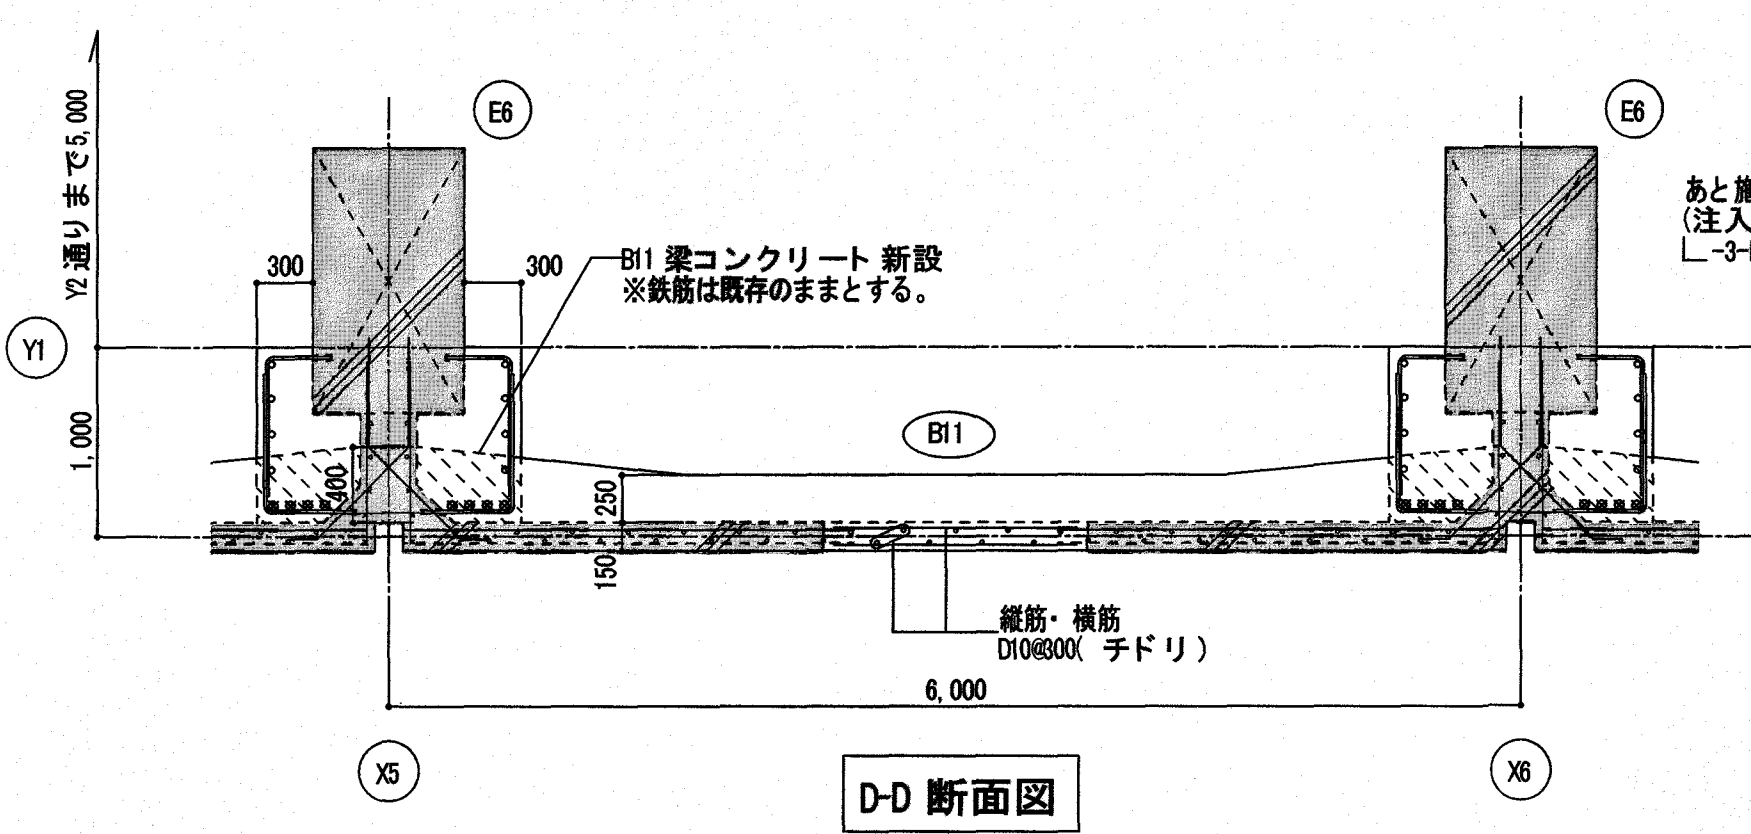 Y2通りまで5,000
E6
E6
あと施
(注入
-3-
300
300
B11 梁コンクリート 新設
※鉄筋は既存のままとする。
Y1
1,000
B11
400
250
150
縦筋・横筋
D10@300( チドリ )
6,000
X5
X6
D-D 断面図